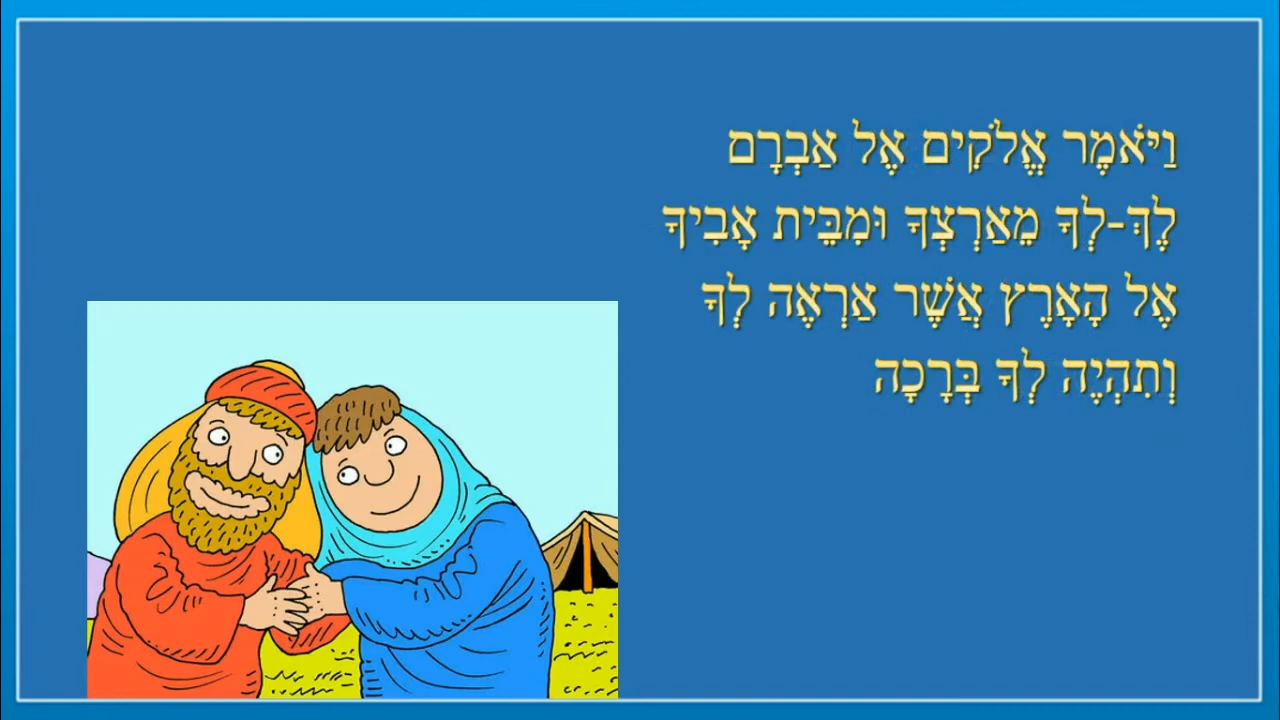 וַיֹּאמֶר אֱלֹקִים אֶל אַבְרָם
לֶךְ-לְךָ מֵאַרְצְךָ וּמִבֵּית אָבִיךָ
אֶל הָאָרֶץ אֲשֶׁר אַרְאֶה לְךָ
וְתִהְיֶה לְךָ בְּרָכָה